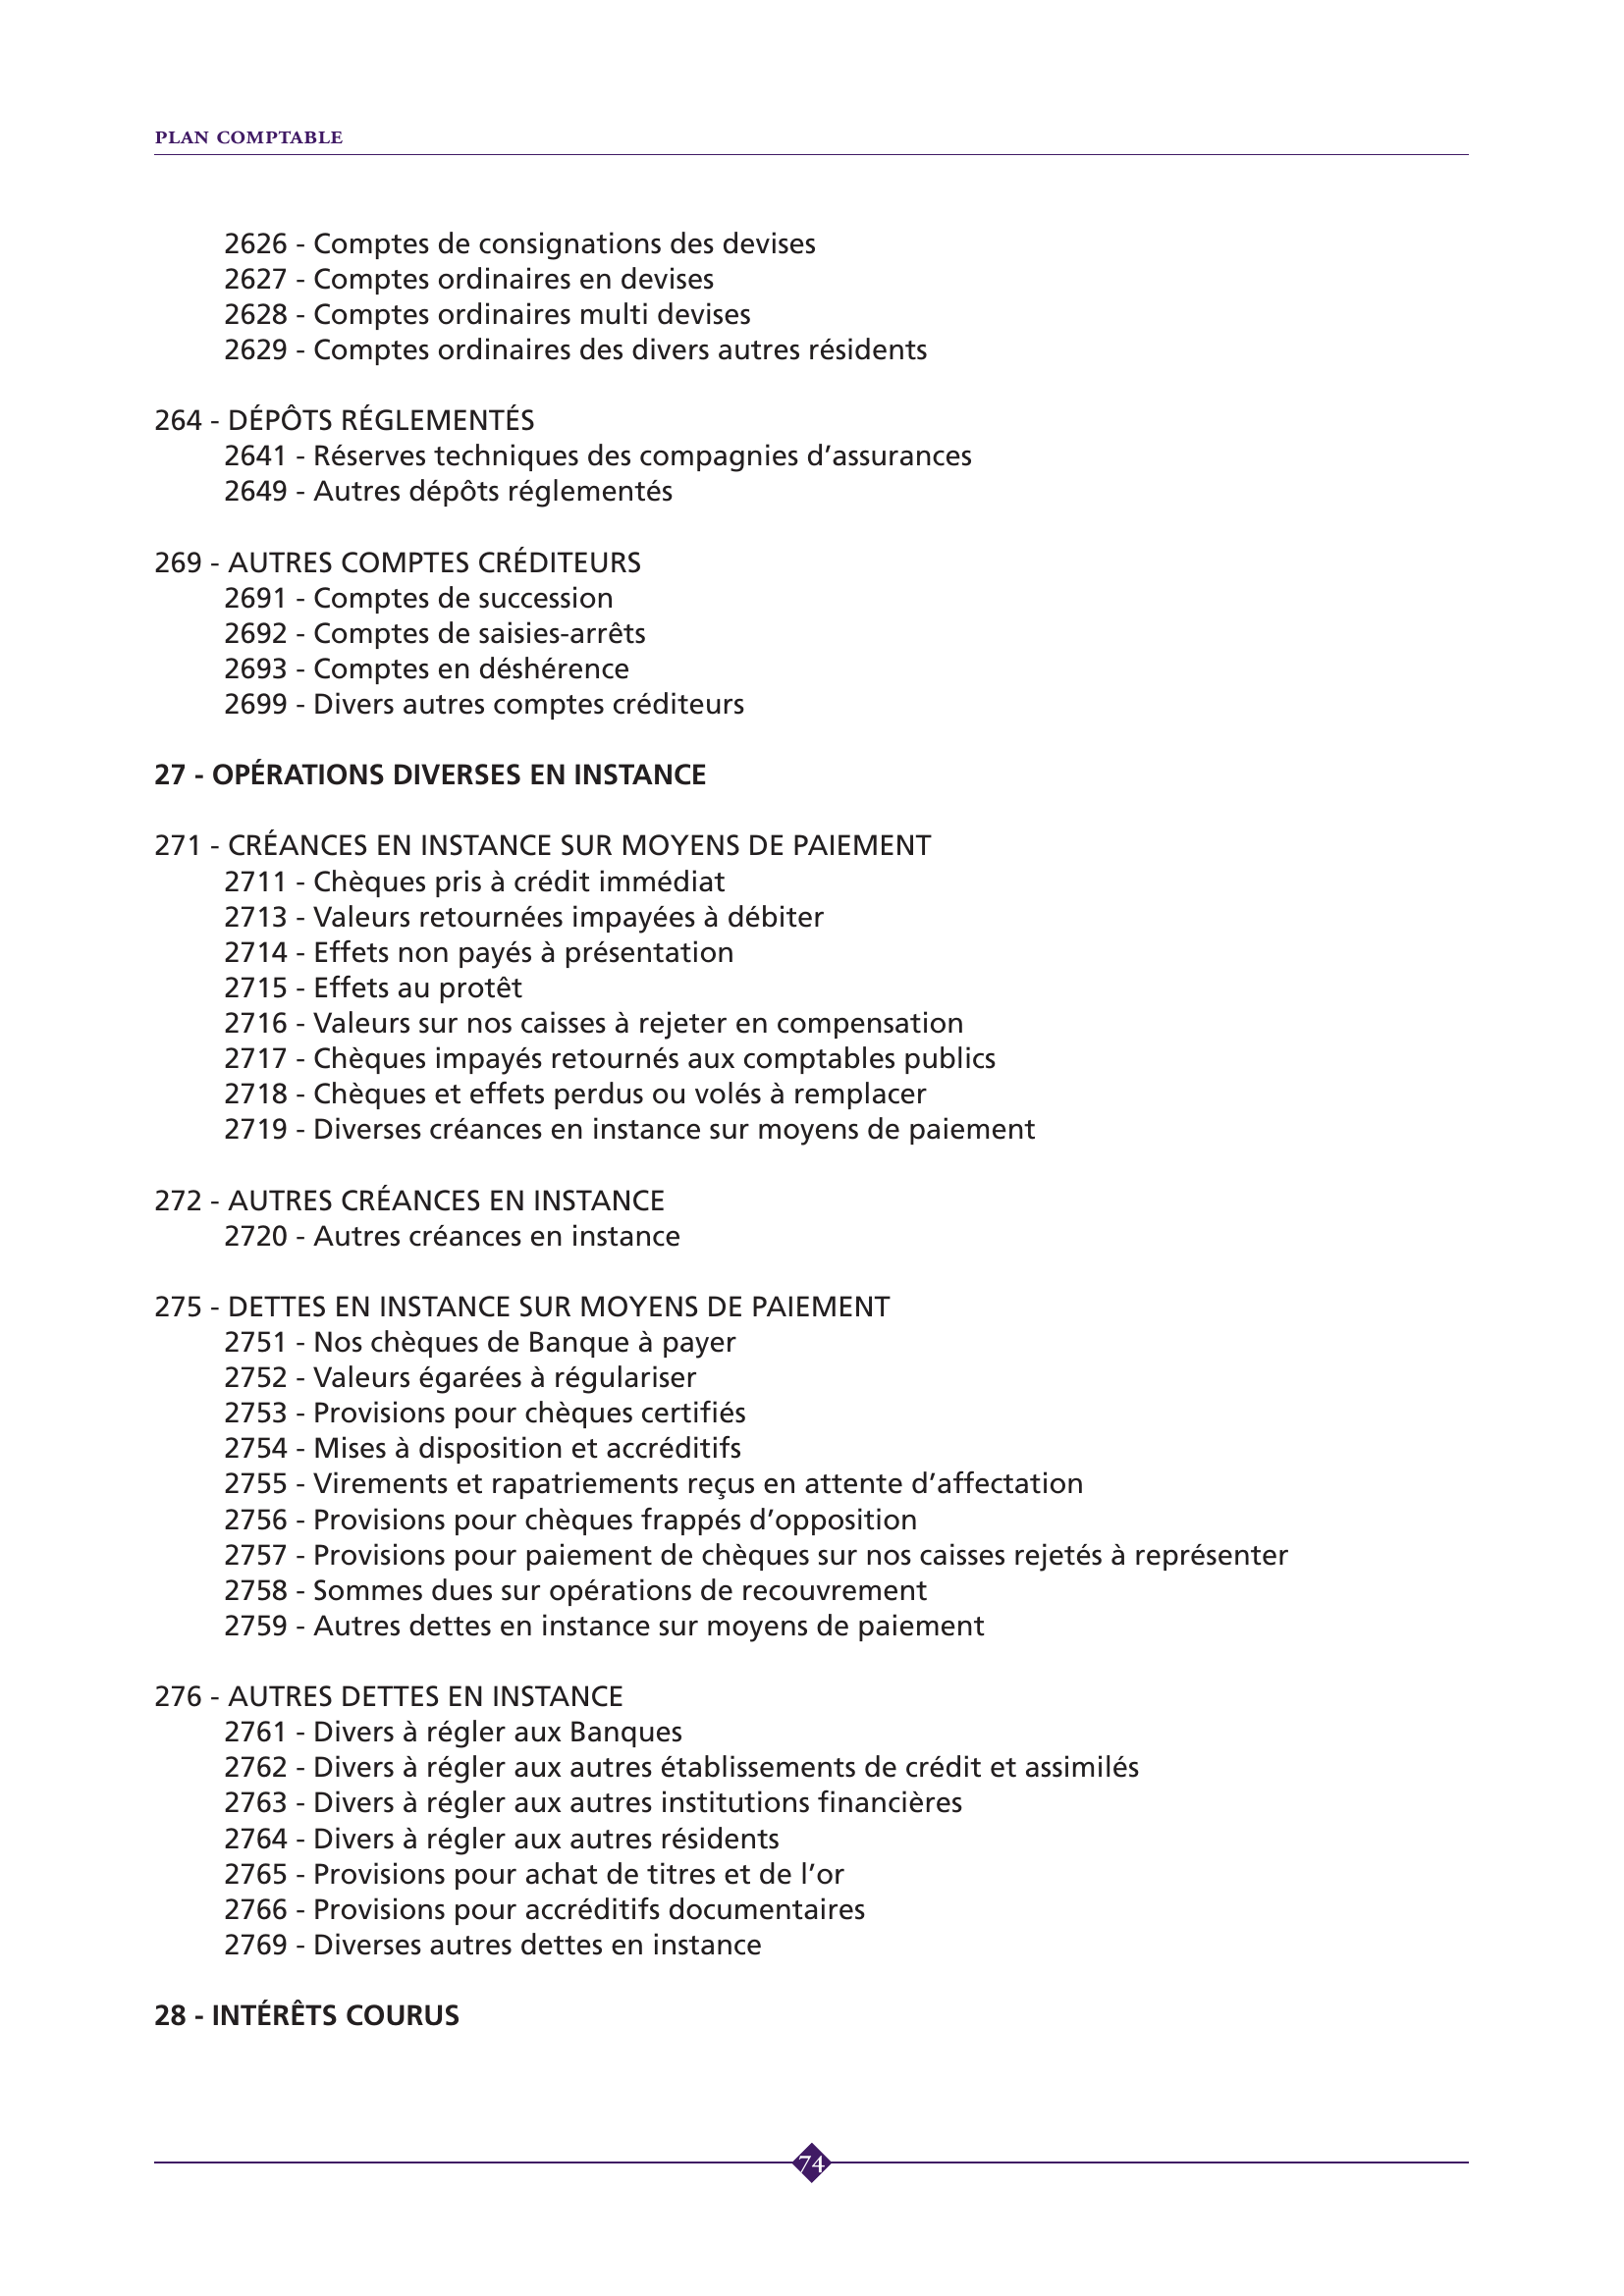 PLAN COMPTABLE
2626 - Comptes de consignations des devises
2627 - Comptes ordinaires en devises
2628 - Comptes ordinaires multi devises
2629 - Comptes ordinaires des divers autres résidents
264 - DÉPÔTS RÉGLEMENTÉS
2641 - Réserves techniques des compagnies d’assurances
2649 - Autres dépôts réglementés
269 - AUTRES COMPTES CRÉDITEURS
2691 - Comptes de succession
2692 - Comptes de saisies-arrêts
2693 - Comptes en déshérence
2699 - Divers autres comptes créditeurs
27 - OPÉRATIONS DIVERSES EN INSTANCE
271 - CRÉANCES EN INSTANCE SUR MOYENS DE PAIEMENT
2711 - Chèques pris à crédit immédiat
2713 - Valeurs retournées impayées à débiter
2714 - Effets non payés à présentation
2715 - Effets au protêt
2716 - Valeurs sur nos caisses à rejeter en compensation
2717 - Chèques impayés retournés aux comptables publics
2718 - Chèques et effets perdus ou volés à remplacer
2719 - Diverses créances en instance sur moyens de paiement
272 - AUTRES CRÉANCES EN INSTANCE
2720 - Autres créances en instance
275 - DETTES EN INSTANCE SUR MOYENS DE PAIEMENT
2751 - Nos chèques de Banque à payer
2752 - Valeurs égarées à régulariser
2753 - Provisions pour chèques certifiés
2754 - Mises à disposition et accréditifs
2755 - Virements et rapatriements reçus en attente d’affectation
2756 - Provisions pour chèques frappés d’opposition
2757 - Provisions pour paiement de chèques sur nos caisses rejetés à représenter
2758 - Sommes dues sur opérations de recouvrement
2759 - Autres dettes en instance sur moyens de paiement
276 - AUTRES DETTES EN INSTANCE
2761 - Divers à régler aux Banques
2762 - Divers à régler aux autres établissements de crédit et assimilés
2763 - Divers à régler aux autres institutions financières
2764 - Divers à régler aux autres résidents
2765 - Provisions pour achat de titres et de l’or
2766 - Provisions pour accréditifs documentaires
2769 - Diverses autres dettes en instance
28 - INTÉRÊTS COURUS
74